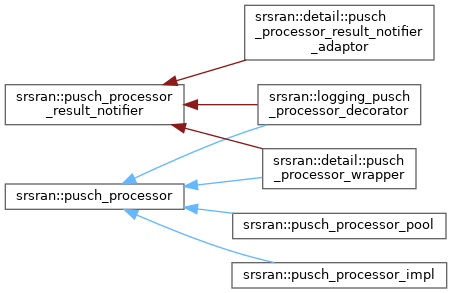 srsran::detail::pusch
_processor_result_notifier
_adaptor
srsran::pusch_processor
_result_notifier
srsran::logging_pusch
_processor_decorator
srsran::detail::pusch
_processor_wrapper
srsran::pusch_processor
srsran::pusch_processor_pool
srsran::pusch_processor_impl